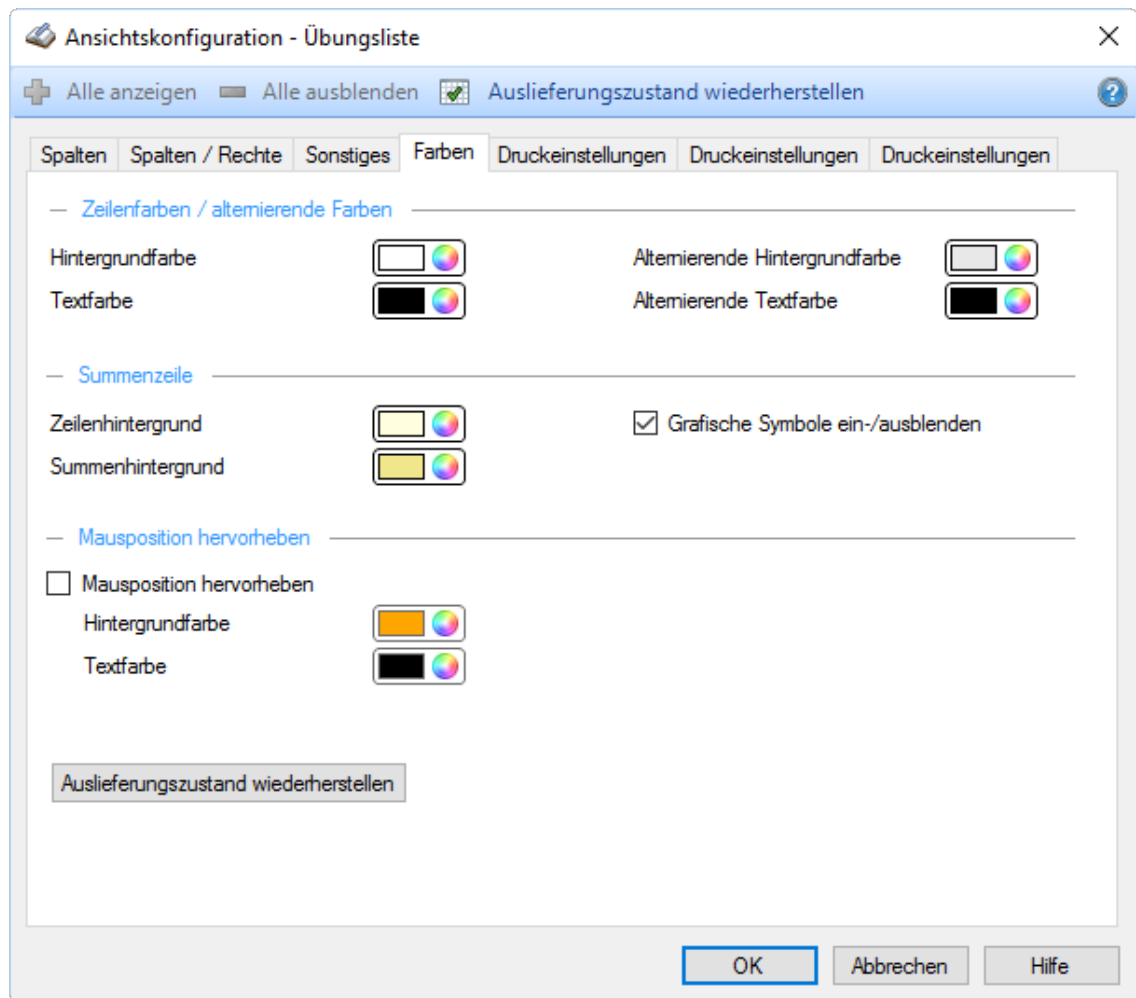 Ansichtskonfiguration - Übungsliste
Alle anzeigen Alle ausblenden Auslieferungszustand wiederherstellen ?
Spalten Spalten / Rechte Sonstiges Farben Druckeinstellungen Druckeinstellungen Druckeinstellungen
Zeilenfarben / alternierende Farben
Hintergrundfarbe Alternierende Hintergrundfarbe
Textfarbe Alternierende Textfarbe
Summenzeile
Zeilenhintergrund Grafische Symbole ein-/ausblenden
Summenhintergrund
Mausposition hervorheben
Mausposition hervorheben
Hintergrundfarbe
Textfarbe
Auslieferungszustand wiederherstellen
OK Abbrechen Hilfe